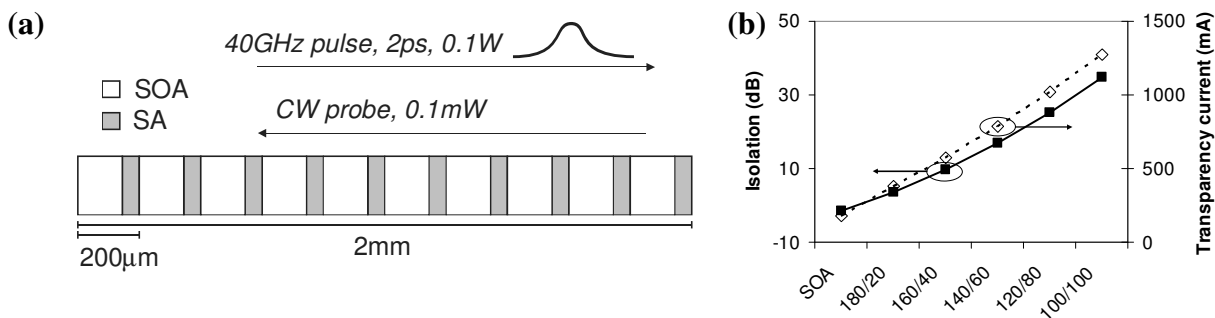 (a)
40GHz pulse, 2ps, 0.1W
SOA
SA
CW probe, 0.1mW
2mm
200μm
(b)
50
30
10
-10
Isolation (dB)
1500
1000
500
0
Transparency current (mA)
SOA
180/20
160/40
140/60
120/80
100/100